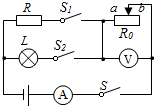 R S₁ a b
R₀
L S₂ V
A S